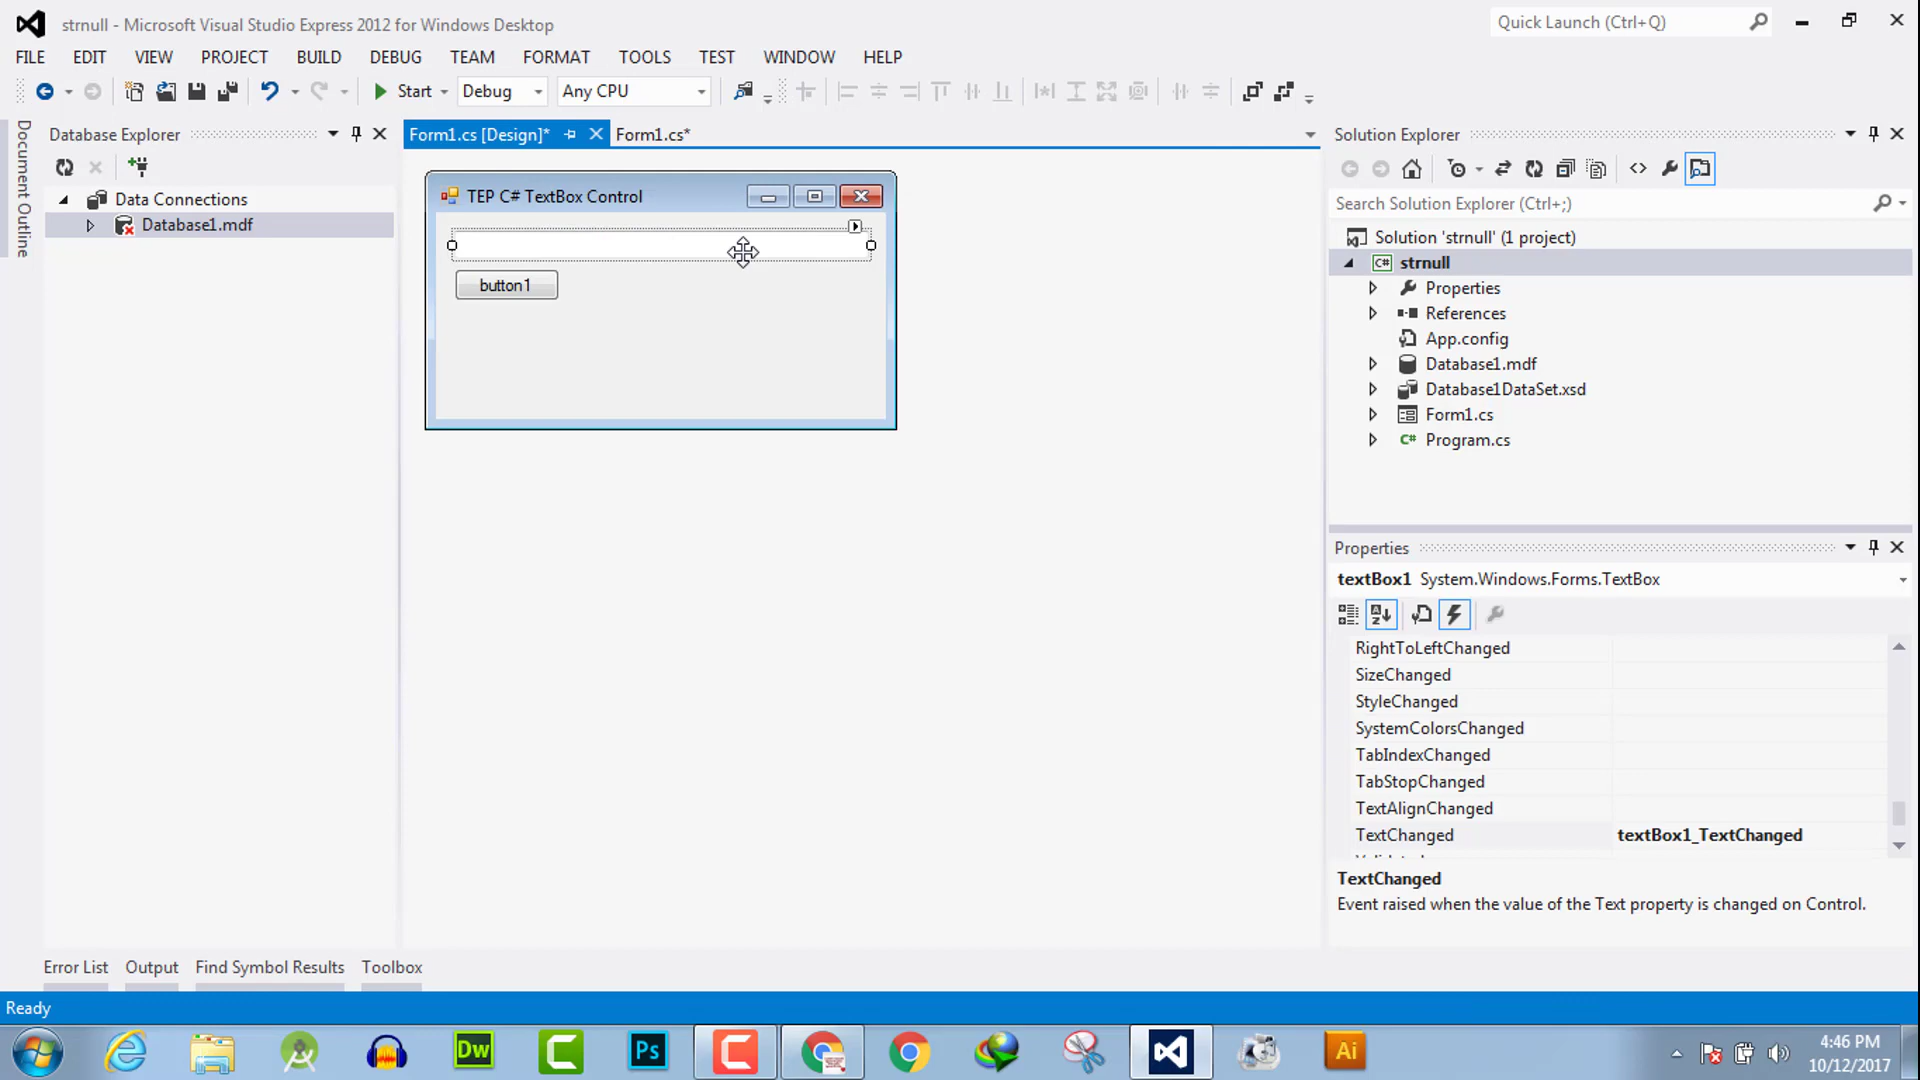 strnull - Microsoft Visual Studio Express 2012 for Windows Desktop
Quick Launch (Ctrl+Q)
FILE EDIT VIEW PROJECT BUILD DEBUG TEAM FORMAT TOOLS TEST WINDOW HELP
Start Debug Any CPU
Document Outline
Database Explorer
Data Connections
Database1.mdf
Form1.cs [Design]* Form1.cs*
TEP C# TextBox Control
button1
Solution Explorer
Search Solution Explorer (Ctrl+;)
Solution 'strnull' (1 project)
C# strnull
Properties
References
App.config
Database1.mdf
Database1DataSet.xsd
Form1.cs
C# Program.cs
Properties
textBox1 System.Windows.Forms.TextBox
RightToLeftChanged
SizeChanged
StyleChanged
SystemColorsChanged
TabIndexChanged
TabStopChanged
TextAlignChanged
TextChanged textBox1_TextChanged
TextChanged
Event raised when the value of the Text property is changed on Control.
Error List Output Find Symbol Results Toolbox
Ready
Dw
Ps
Ai
4:46 PM
10/12/2017